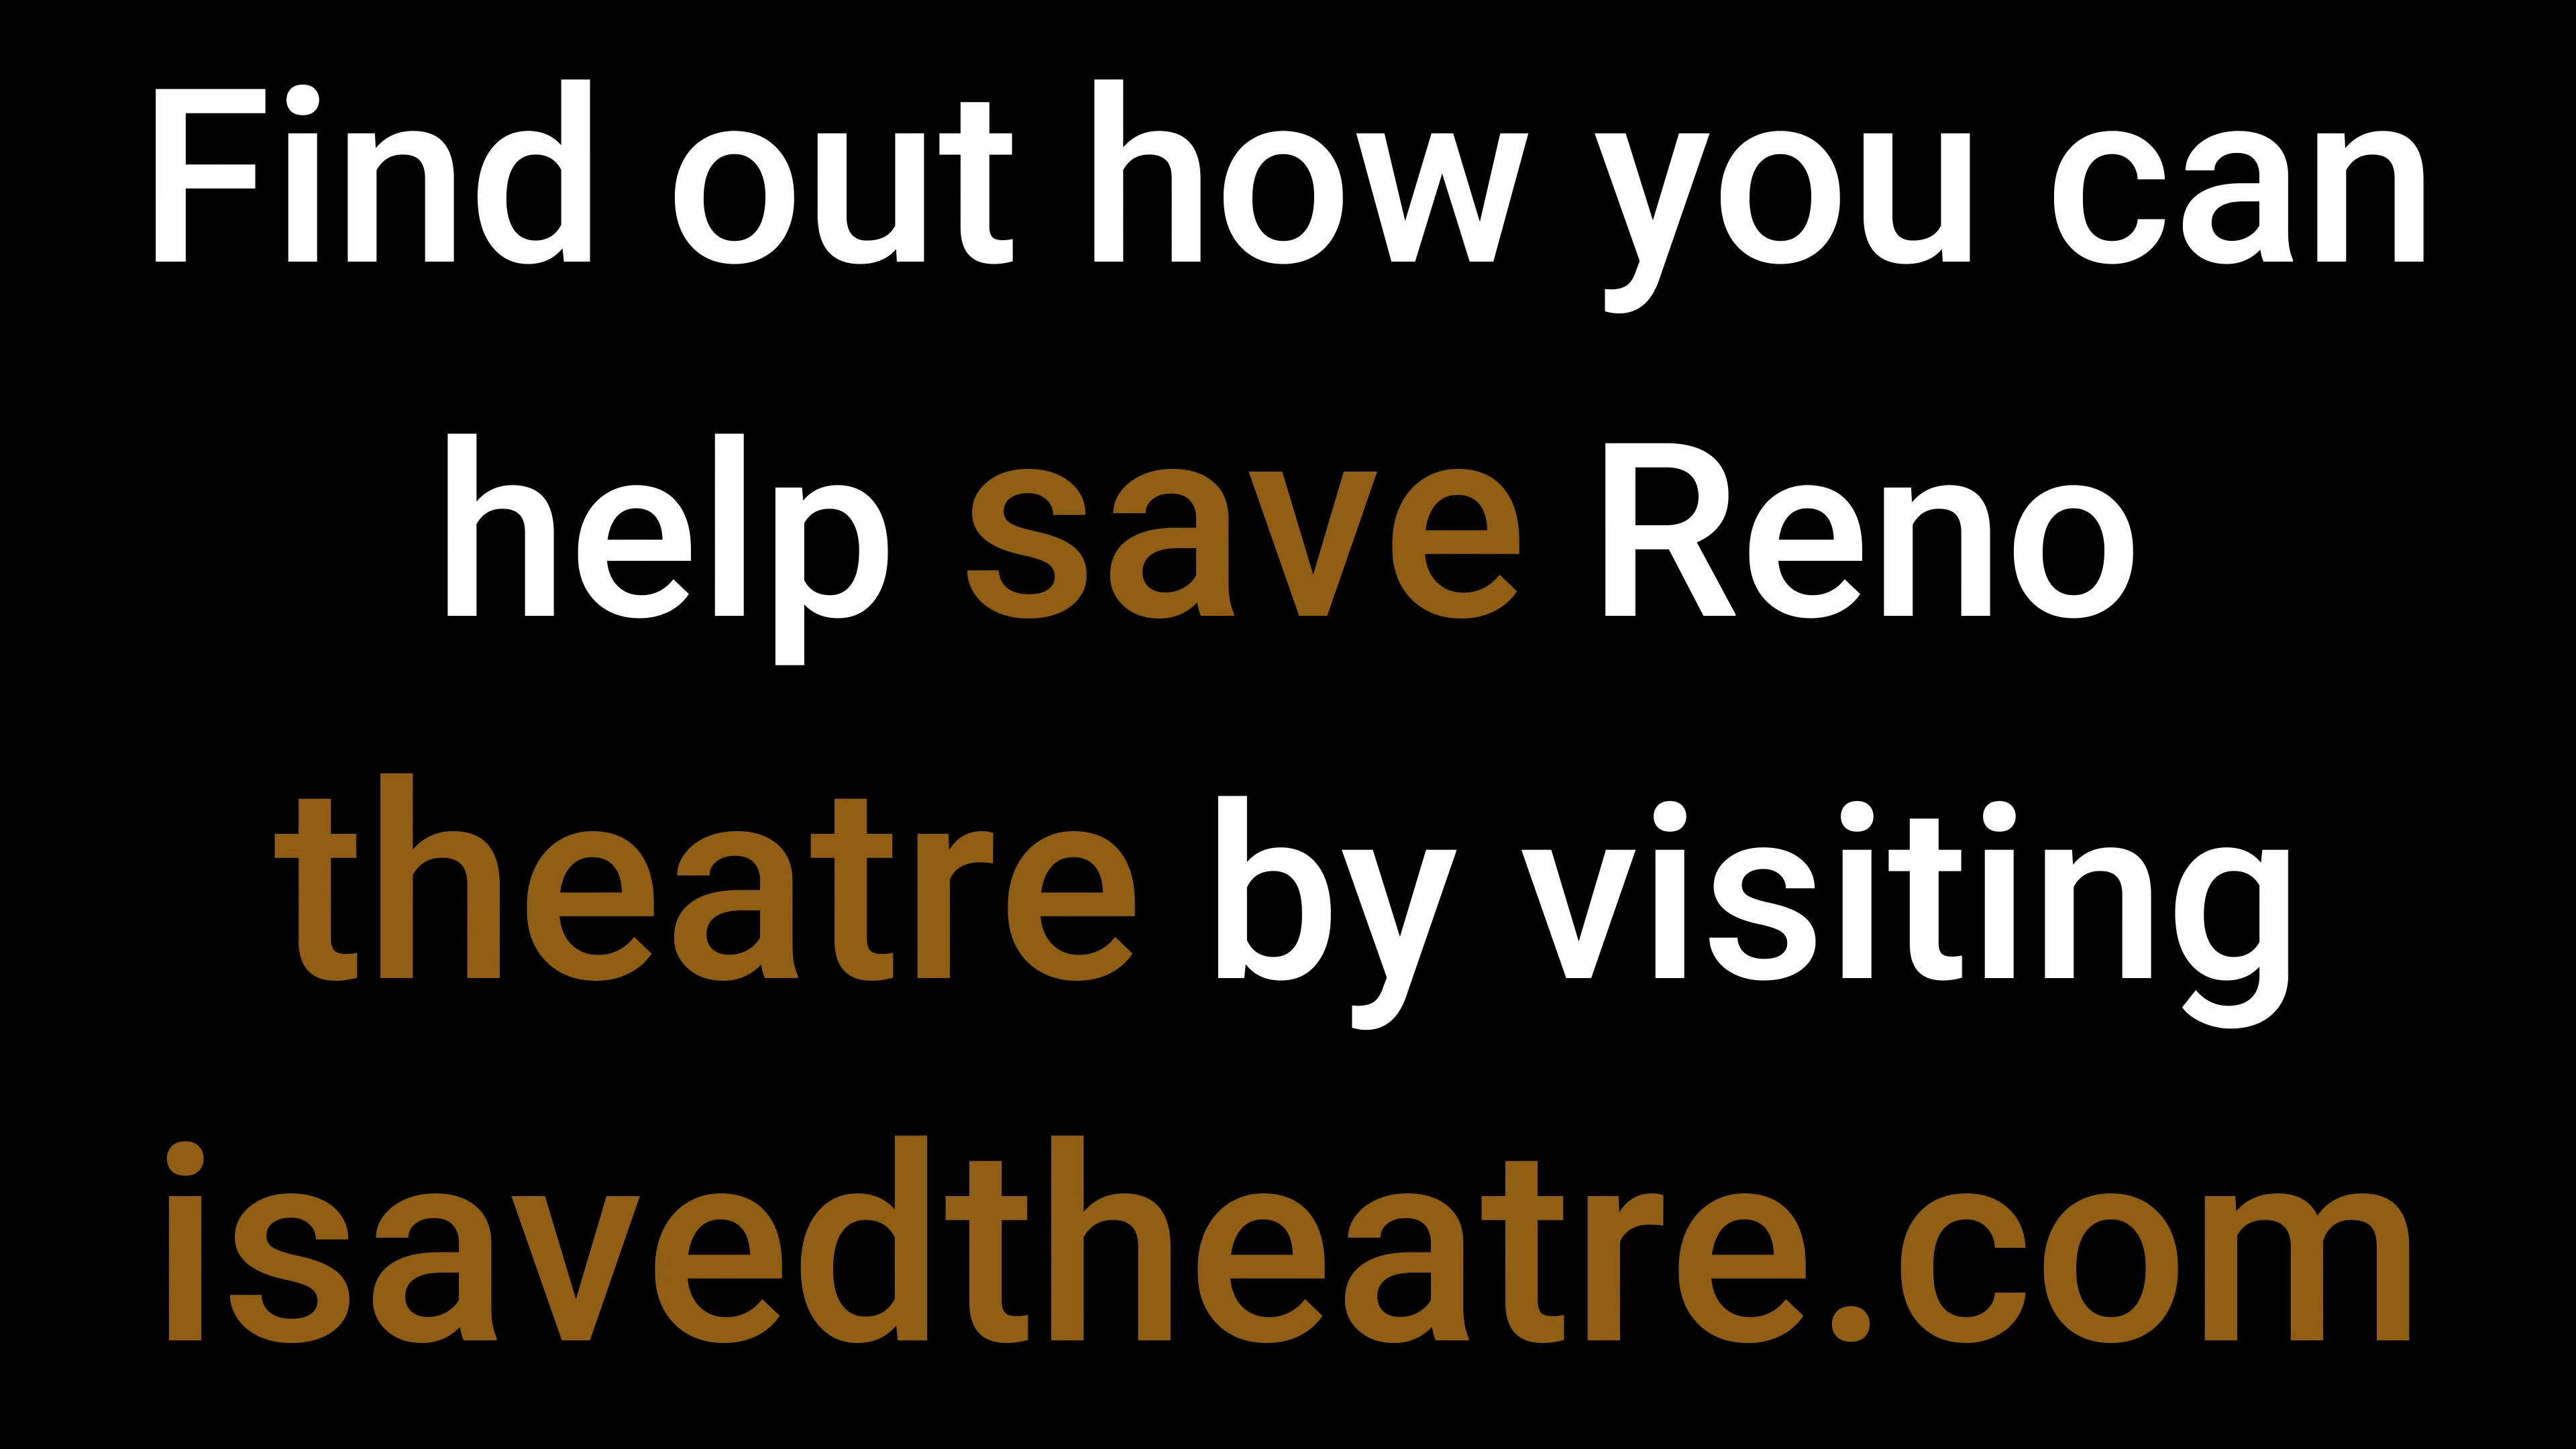 Find out how you can
help save Reno
theatre by visiting
isavedtheatre.com